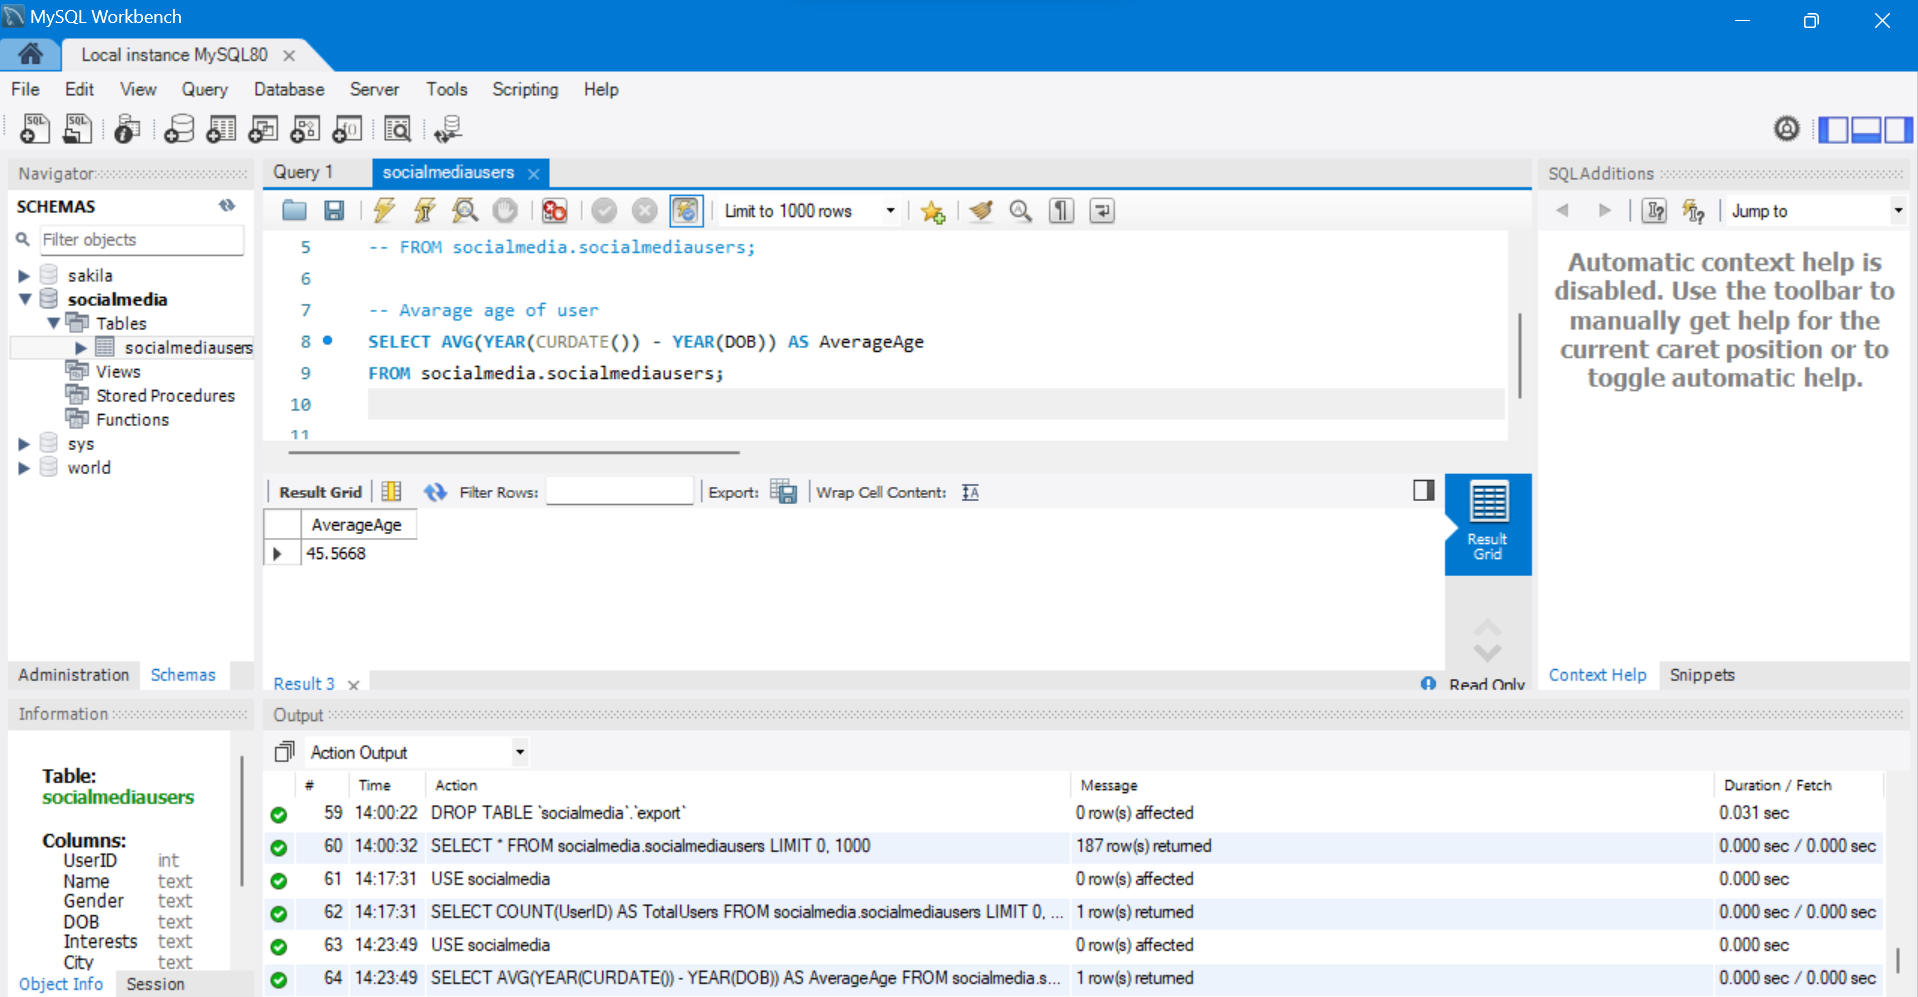 MySQL Workbench
Local instance MySQL80
File Edit View Query Database Server Tools Scripting Help
Navigator
SCHEMAS
Filter objects
sakila
socialmedia
Tables
socialmediausers
Views
Stored Procedures
Functions
sys
world
Administration Schemas
Query 1 socialmediausers
Limit to 1000 rows
5 -- FROM socialmedia.socialmediausers;
6
7 -- Avarage age of user
8 SELECT AVG(YEAR(CURDATE()) - YEAR(DOB)) AS AverageAge
9 FROM socialmedia.socialmediausers;
10
11
Result Grid Filter Rows: Export: Wrap Cell Content:
AverageAge
45.5668
Result
Grid
Result 3 Read Only
SQLAdditions
Jump to
Automatic context help is
disabled. Use the toolbar to
manually get help for the
current caret position or to
toggle automatic help.
Context Help Snippets
Information
Table:
socialmediausers
Columns:
UserID int
Name text
Gender text
DOB text
Interests text
City text
Object Info Session
Output
Action Output
# Time Action Message Duration / Fetch
59 14:00:22 DROP TABLE `socialmedia`.`export` 0 row(s) affected 0.031 sec
60 14:00:32 SELECT * FROM socialmedia.socialmediausers LIMIT 0, 1000 187 row(s) returned 0.000 sec / 0.000 sec
61 14:17:31 USE socialmedia 0 row(s) affected 0.000 sec
62 14:17:31 SELECT COUNT(UserID) AS TotalUsers FROM socialmedia.socialmediausers LIMIT 0, ... 1 row(s) returned 0.000 sec / 0.000 sec
63 14:23:49 USE socialmedia 0 row(s) affected 0.000 sec
64 14:23:49 SELECT AVG(YEAR(CURDATE()) - YEAR(DOB)) AS AverageAge FROM socialmedia.s... 1 row(s) returned 0.000 sec / 0.000 sec